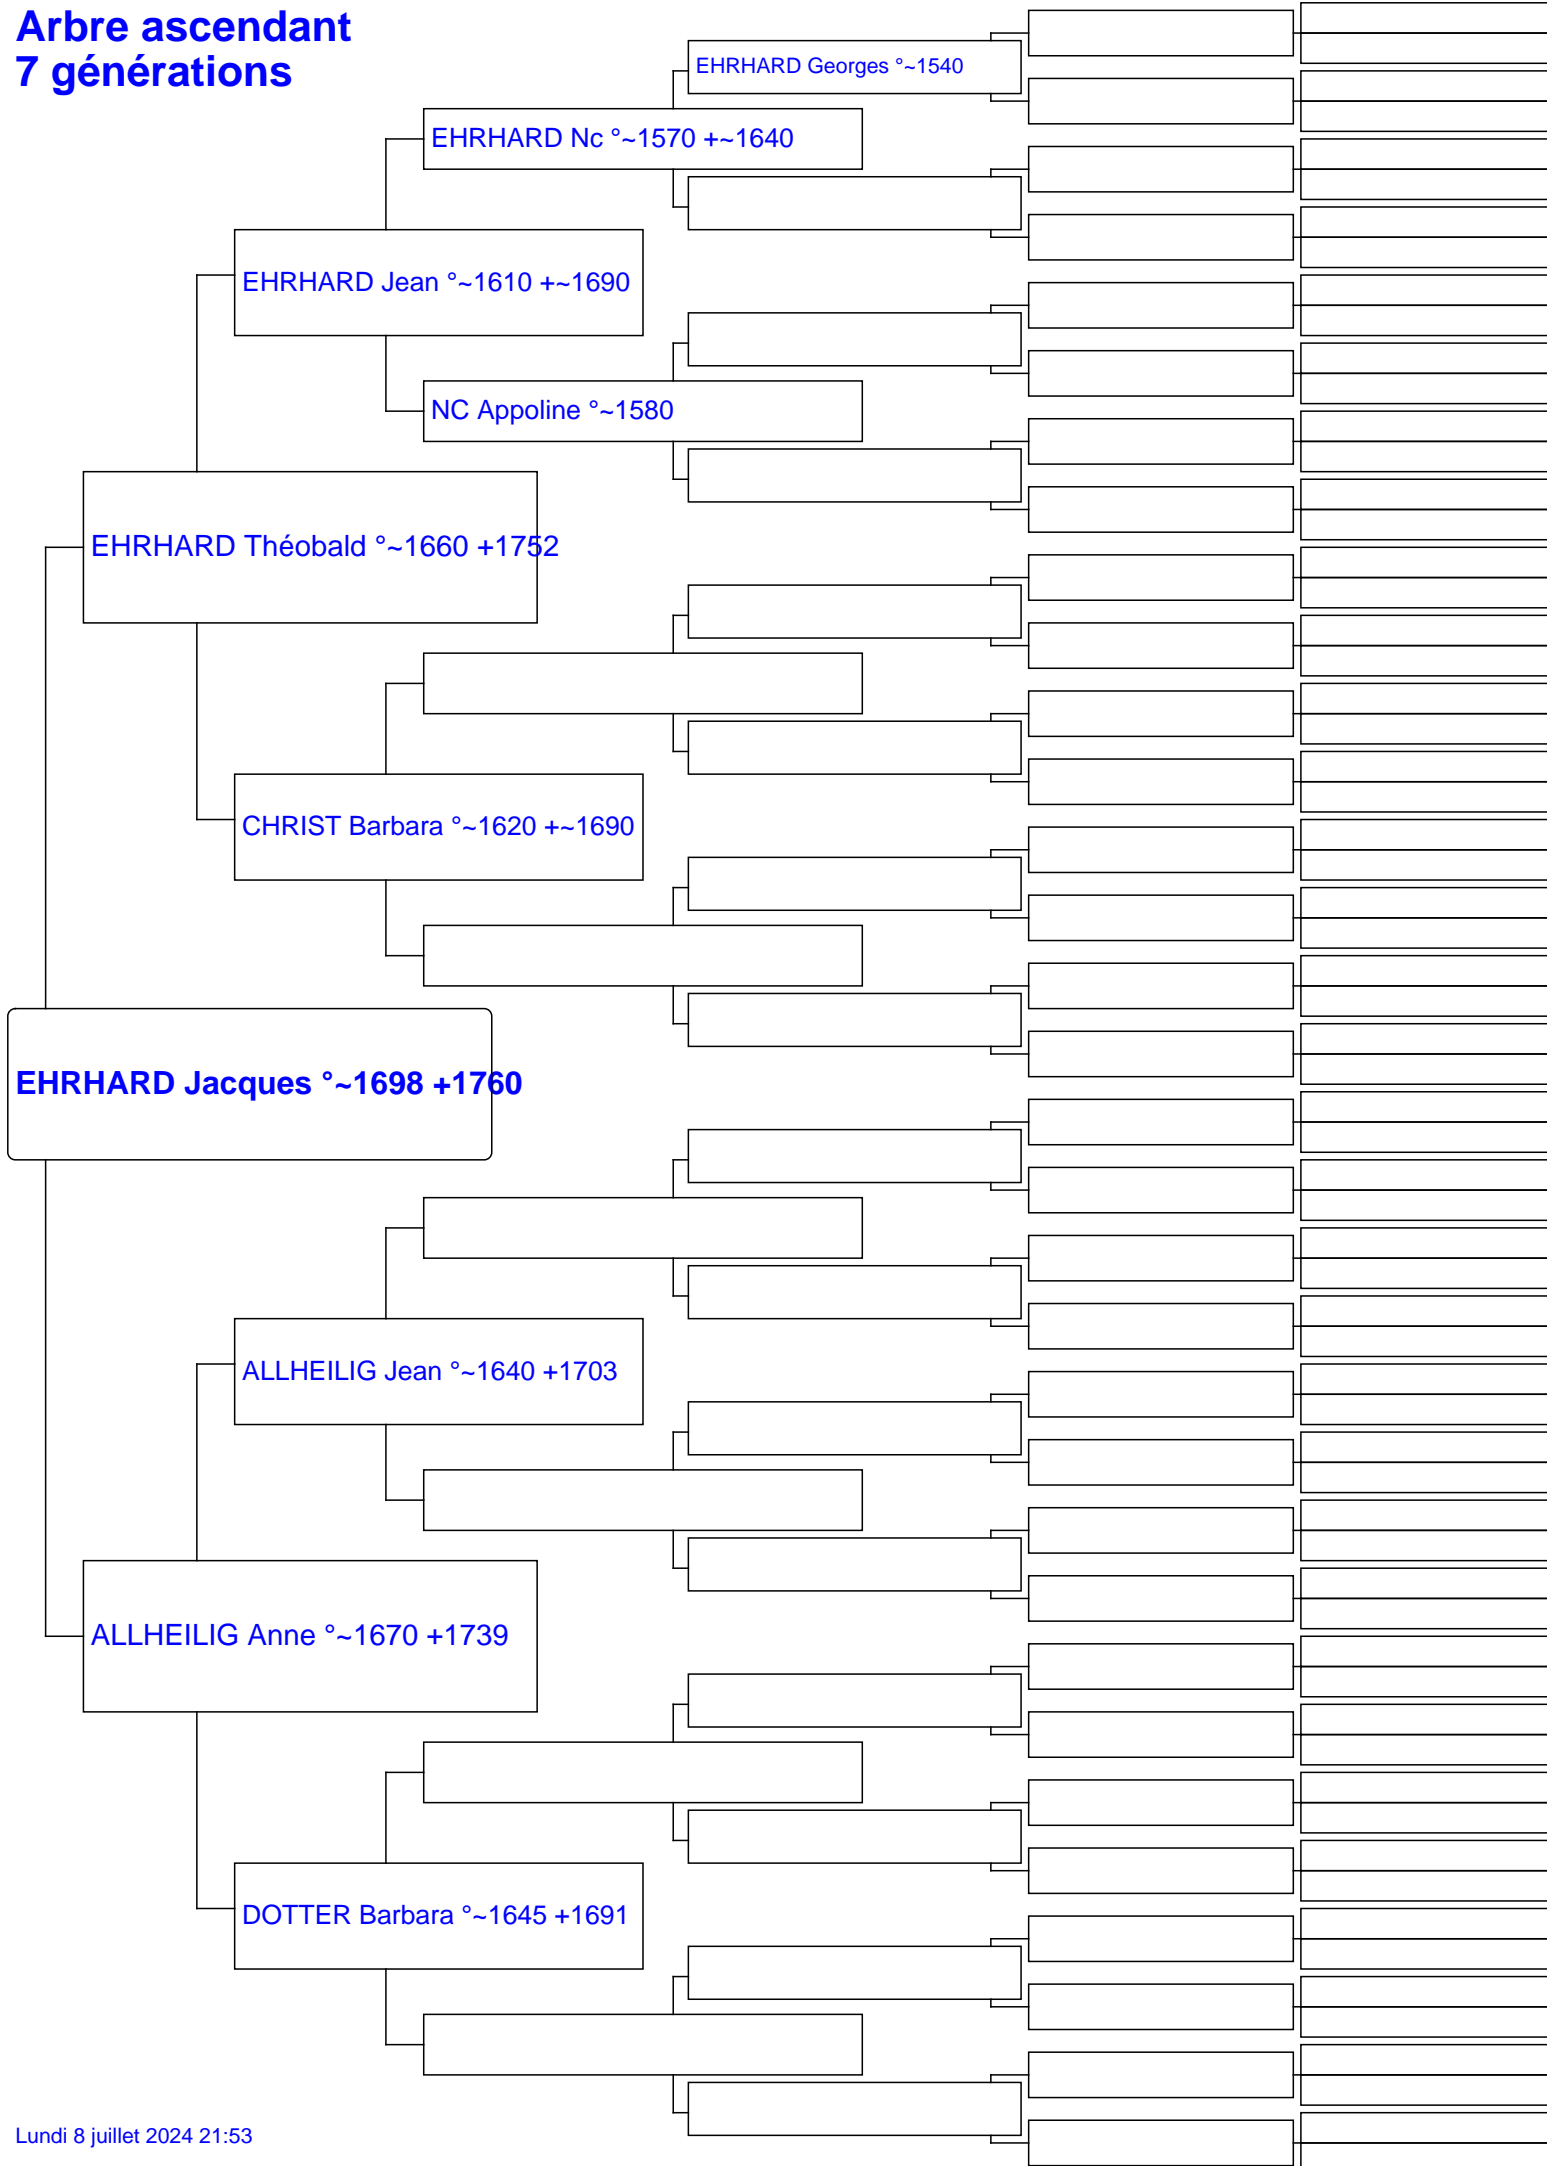 Arbre ascendant
7 générations
EHRHARD Georges °~1540
EHRHARD Nc °~1570 +~1640
EHRHARD Jean °~1610 +~1690
NC Appoline °~1580
EHRHARD Théobald °~1660 +1752
CHRIST Barbara °~1620 +~1690
EHRHARD Jacques °~1698 +1760
ALLHEILIG Jean °~1640 +1703
ALLHEILIG Anne °~1670 +1739
DOTTER Barbara °~1645 +1691
Lundi 8 juillet 2024 21:53